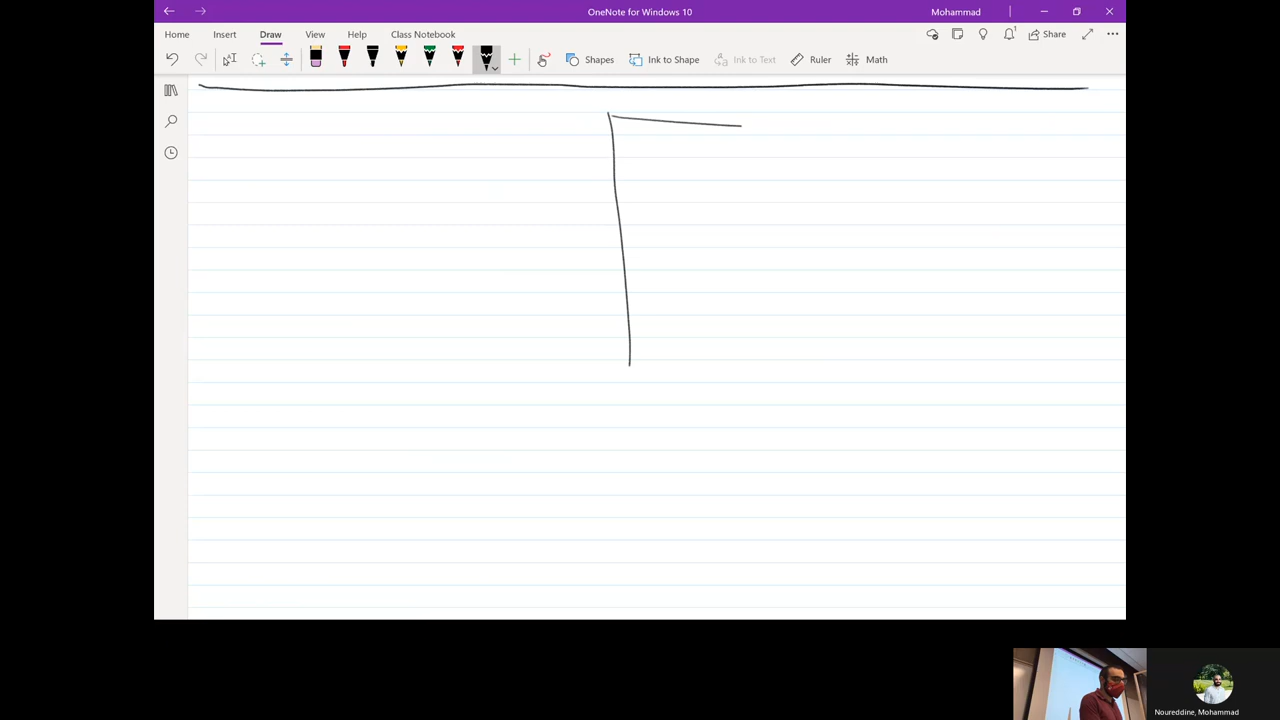 OneNote for Windows 10
Mohammad
Home
Insert
Draw
View
Help
Class Notebook
Share
Shapes
Ink to Shape
Ink to Text
Ruler
Math
Noureddine, Mohammad